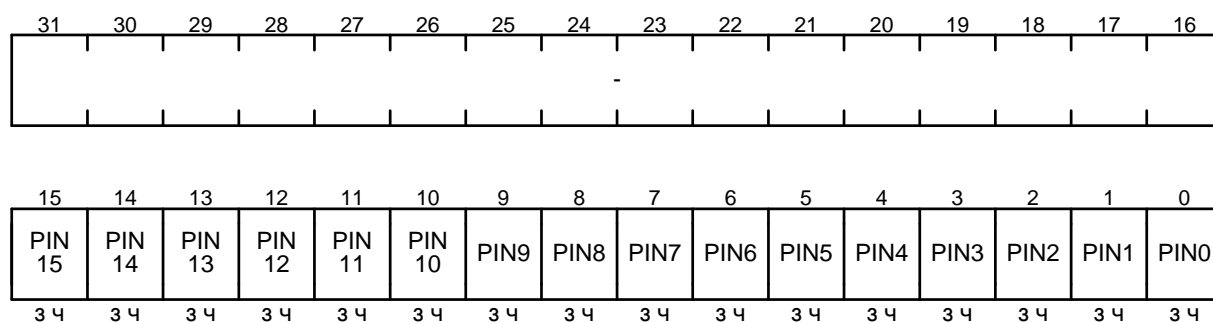 31 30 29 28 27 26 25 24 23 22 21 20 19 18 17 16
-
15 14 13 12 11 10 9 8 7 6 5 4 3 2 1 0
PIN 15 PIN 14 PIN 13 PIN 12 PIN 11 PIN 10 PIN9 PIN8 PIN7 PIN6 PIN5 PIN4 PIN3 PIN2 PIN1 PIN0
з ч з ч з ч з ч з ч з ч з ч з ч з ч з ч з ч з ч з ч з ч з ч з ч